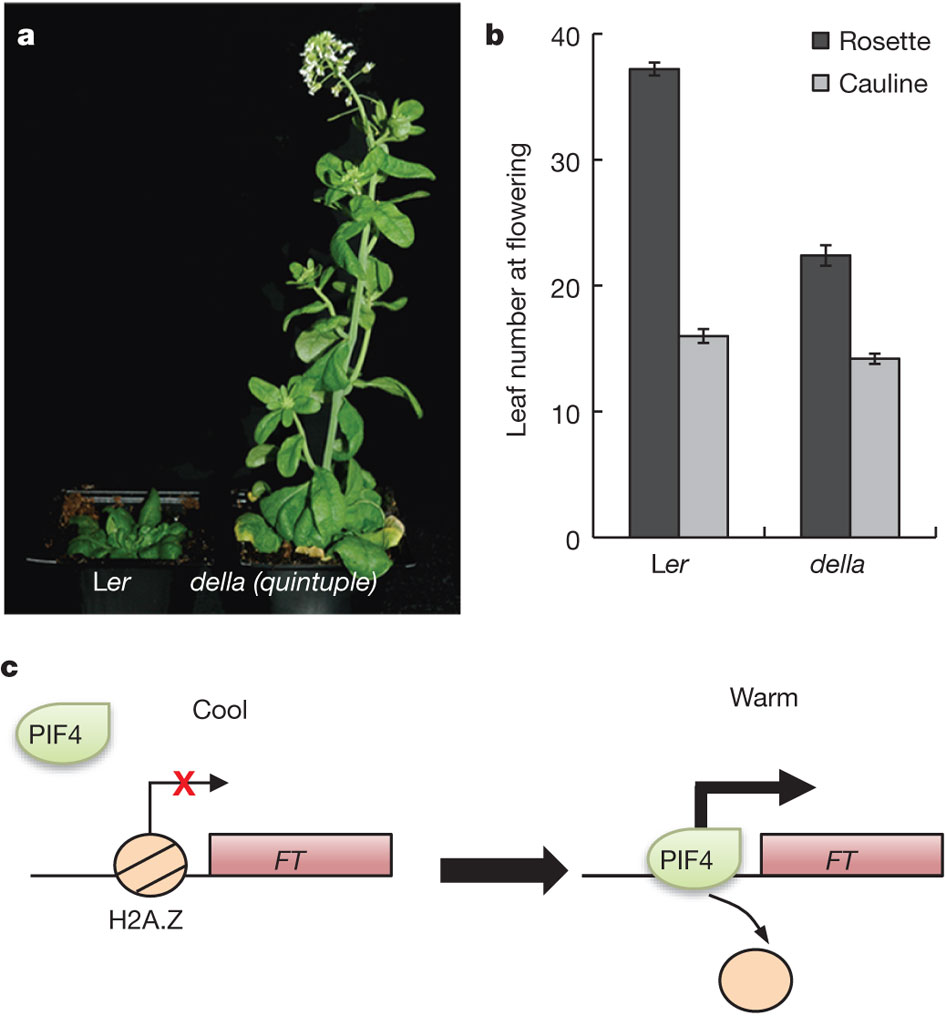 a
Ler
della (quintuple)
b
Rosette
Cauline
Leaf number at flowering
40
30
20
10
0
Ler
della
c
PIF4
Cool
X
FT
H2A.Z
Warm
PIF4
FT